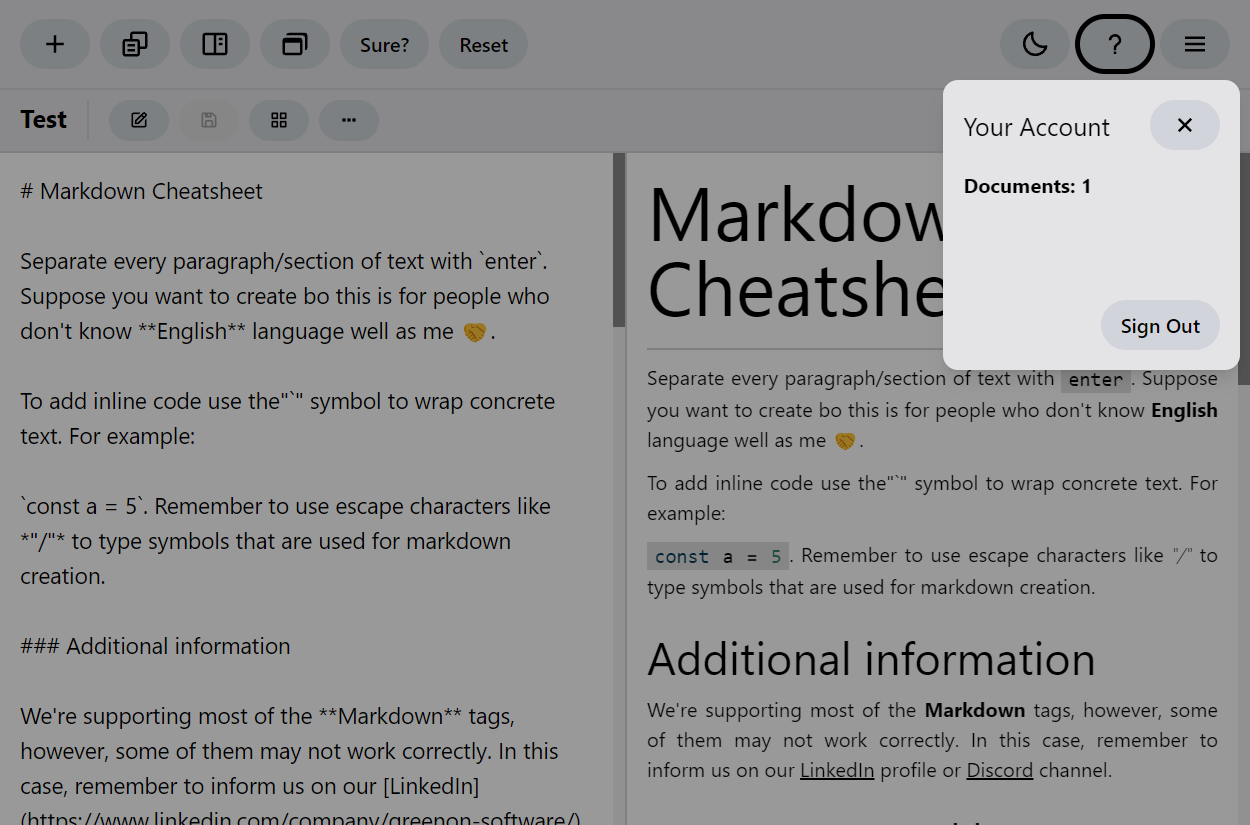 Sure?
Reset
?
Test
Your Account
Documents: 1
Sign Out
# Markdown Cheatsheet
Separate every paragraph/section of text with `enter`.
Suppose you want to create bo this is for people who
don't know **English** language well as me 🤝.
To add inline code use the"`" symbol to wrap concrete
text. For example:
`const a = 5`. Remember to use escape characters like
*"/"* to type symbols that are used for markdown
creation.
### Additional information
We're supporting most of the **Markdown** tags,
however, some of them may not work correctly. In this
case, remember to inform us on our [LinkedIn]
(https://www.linkedin.com/company/greenon-software/)
Separate every paragraph/section of text with enter. Suppose
you want to create bo this is for people who don't know English
language well as me 🤝.
To add inline code use the"`" symbol to wrap concrete text. For
example:
const a = 5. Remember to use escape characters like "/" to
type symbols that are used for markdown creation.
Additional information
We're supporting most of the Markdown tags, however, some
of them may not work correctly. In this case, remember to
inform us on our LinkedIn profile or Discord channel.